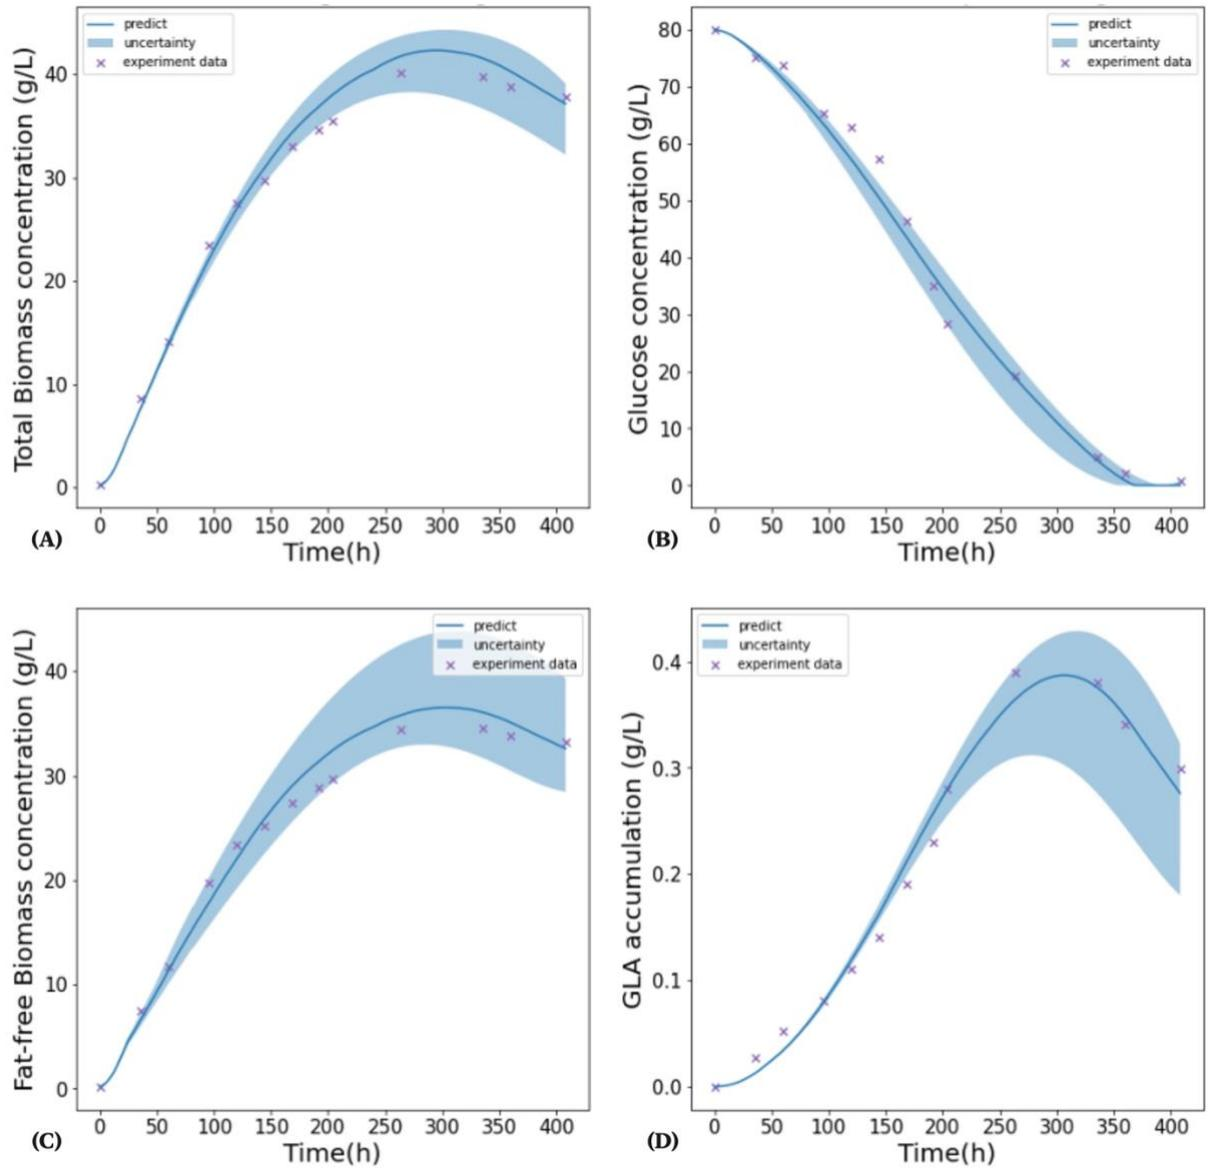 predict
uncertainty
experiment data
Total Biomass concentration (g/L)
40
30
20
10
0
0 50 100 150 200 250 300 350 400
(A)
Time(h)
predict
uncertainty
experiment data
Glucose concentration (g/L)
80
70
60
50
40
30
20
10
0
0 50 100 150 200 250 300 350 400
(B)
Time(h)
predict
uncertainty
experiment data
Fat-free Biomass concentration (g/L)
40
30
20
10
0
0 50 100 150 200 250 300 350 400
(C)
Time(h)
predict
uncertainty
experiment data
GLA accumulation (g/L)
0.4
0.3
0.2
0.1
0.0
0 50 100 150 200 250 300 350 400
(D)
Time(h)